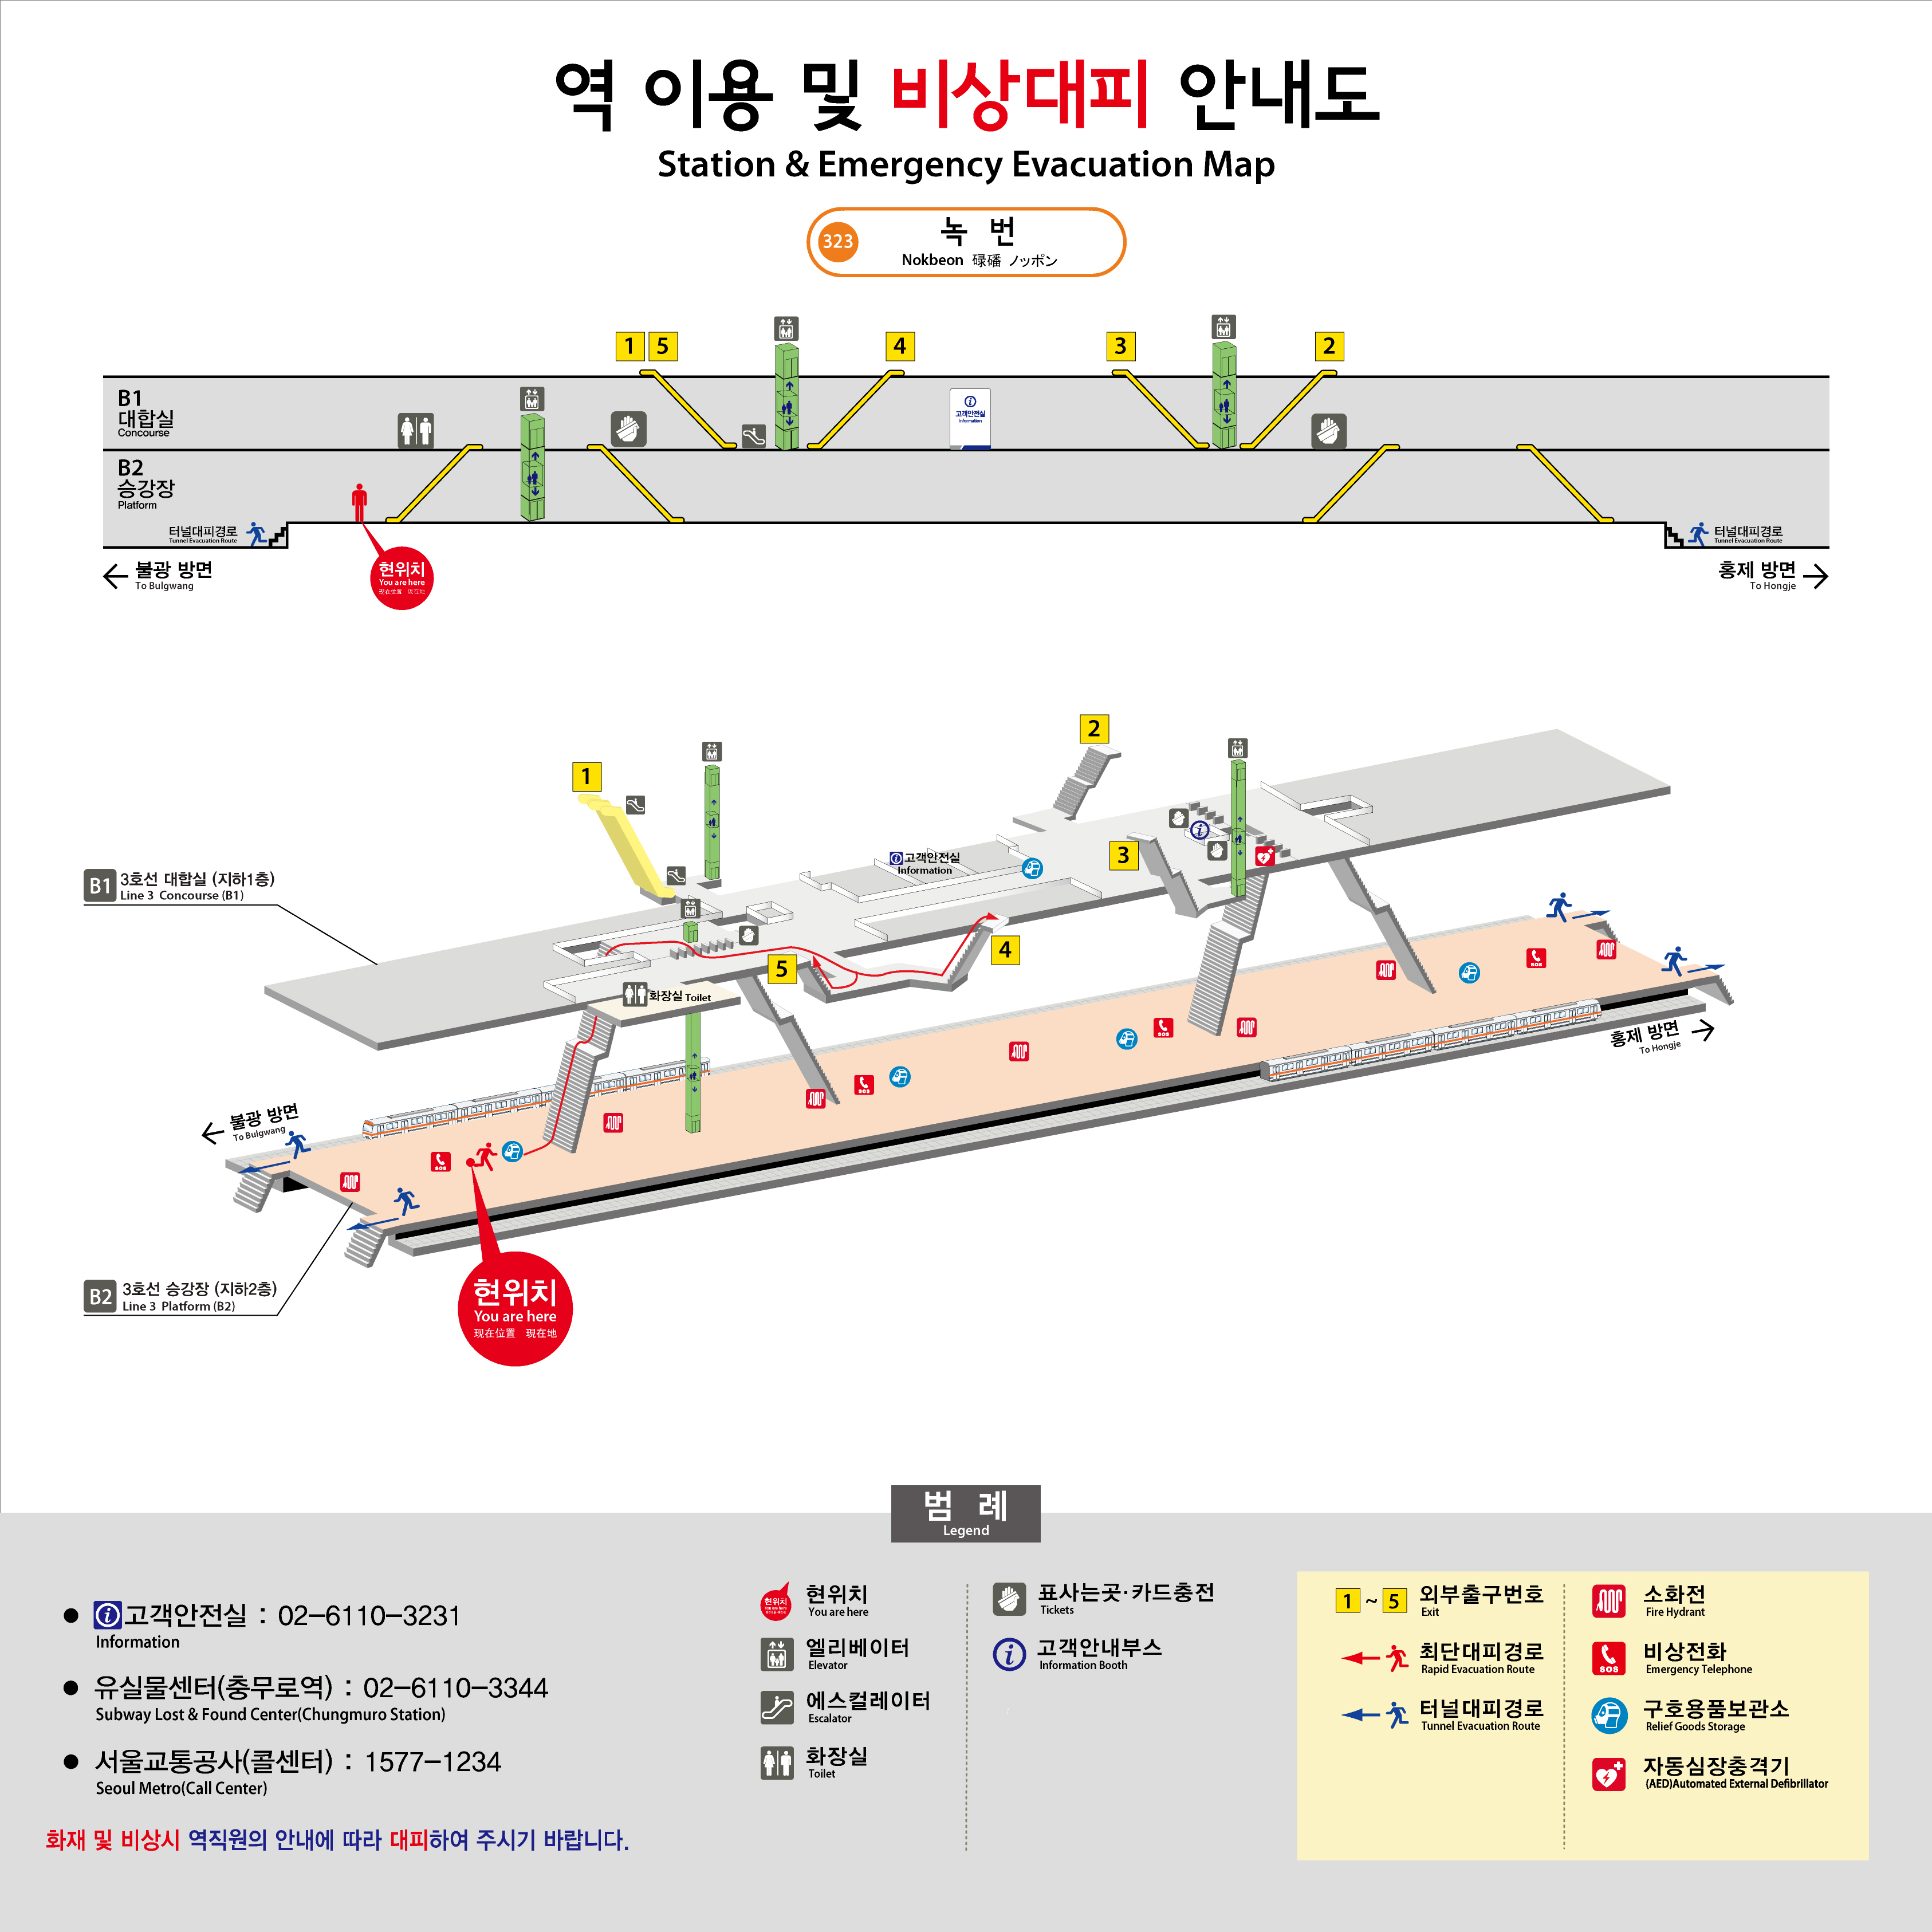 역 이용 및 비상대피 안내도
Station & Emergency Evacuation Map
323
녹 번
Nokbeon 碌磻 ノッポン
1 5
4
3
2
B1
대합실
Concourse
고객안전실
Information
B2
승강장
Platform
터널대피경로
Tunnel Evacuation Route
터널대피경로
Tunnel Evacuation Route
불광 방면
To Bulgwang
현위치
You are here
现在位置 現在地
홍제 방면
To Hongje
2
1
3
고객안전실
Information
B1 3호선 대합실 (지하1층)
Line 3 Concourse (B1)
4
5
화장실 Toilet
홍제 방면
To Hongje
불광 방면
To Bulgwang
SOS
SOS
SOS
SOS
B2 3호선 승강장 (지하2층)
Line 3 Platform (B2)
현위치
You are here
现在位置 現在地
범 례
Legend
고객안전실 : 02-6110-3231
Information
유실물센터(충무로역) : 02-6110-3344
Subway Lost & Found Center(Chungmuro Station)
서울교통공사(콜센터) : 1577-1234
Seoul Metro(Call Center)
화재 및 비상시 역직원의 안내에 따라 대피하여 주시기 바랍니다.
현위치
현위치
You are here
엘리베이터
Elevator
에스컬레이터
Escalator
화장실
Toilet
표사는곳·카드충전
Tickets
고객안내부스
Information Booth
1 ~ 5 외부출구번호
Exit
최단대피경로
Rapid Evacuation Route
터널대피경로
Tunnel Evacuation Route
소화전
Fire Hydrant
SOS
비상전화
Emergency Telephone
구호용품보관소
Relief Goods Storage
자동심장충격기
(AED)Automated External Defibrillator